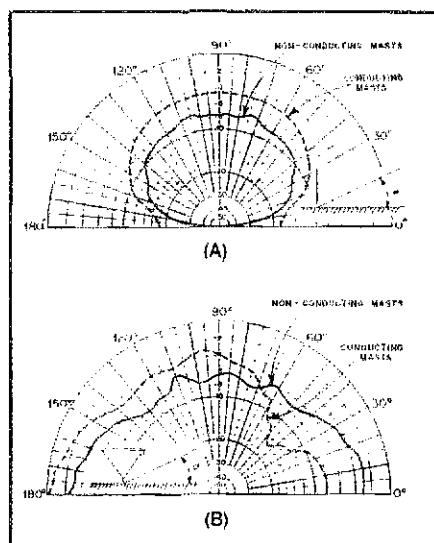 90°
NON-CONDUCTING MASTS
120°
60°
CONDUCTING
MASTS
150°
30°
180°
0°
(A)
NON-CONDUCTING MASTS
90°
120°
60°
CONDUCTING
MASTS
150°
30°
180°
0°
(B)